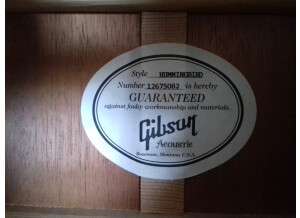 Style HUMMINGBIRD
Number 12675082 is hereby
GUARANTEED
against faulty workmanship and materials.
Gibson
Acoustic
Bozeman, Montana U.S.A.